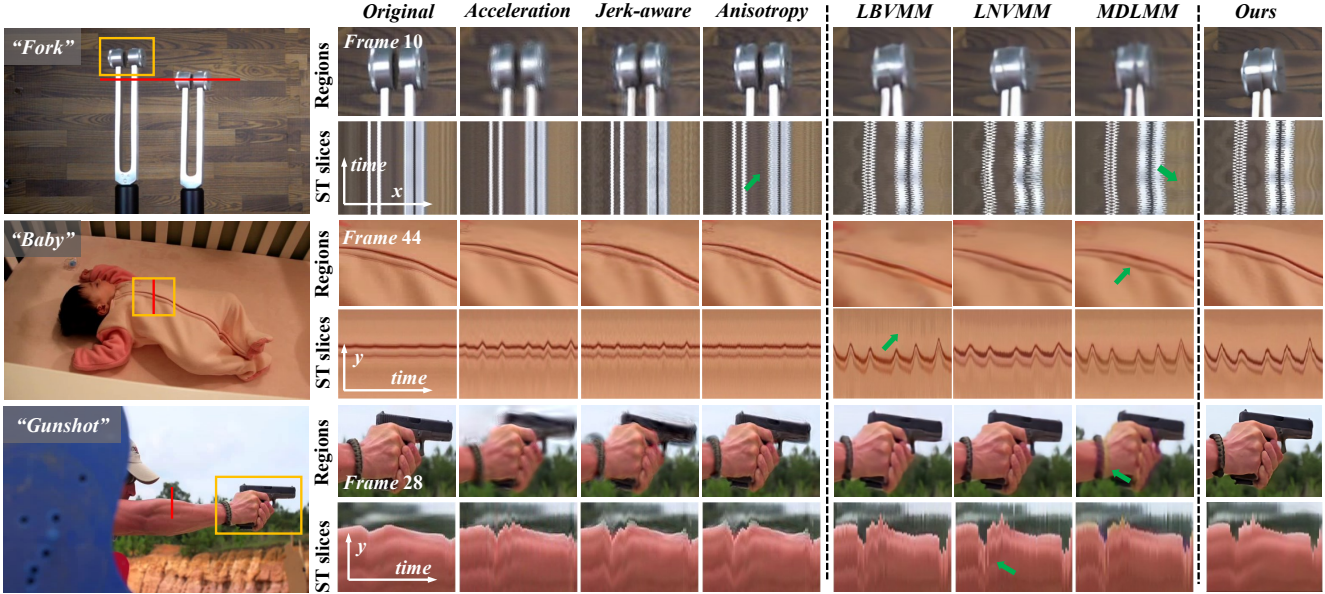 Original Acceleration Jerk-aware Anisotropy LBVMM LNVMM MDLMM Ours
“Fork”
Regions
Frame 10
ST slices
time
x
“Baby”
Regions
Frame 44
ST slices
y
time
“Gunshot”
Regions
Frame 28
ST slices
y
time